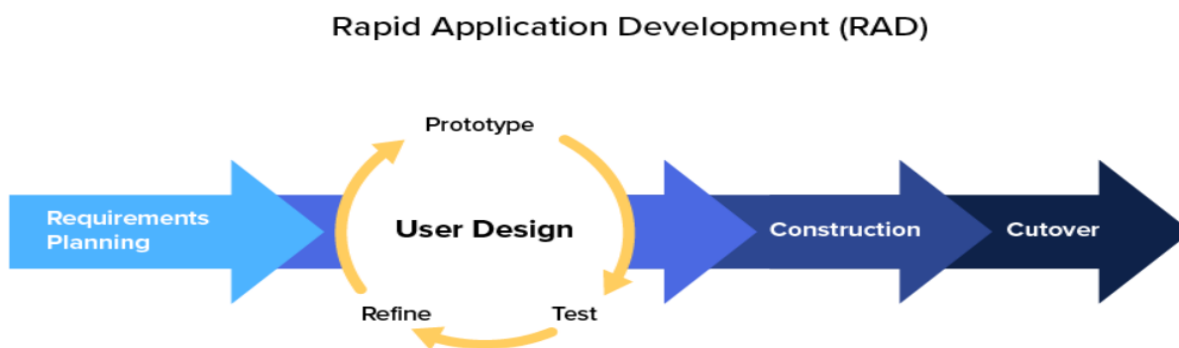 Rapid Application Development (RAD)
Prototype
Requirements
Planning
User Design
Construction
Cutover
Refine
Test